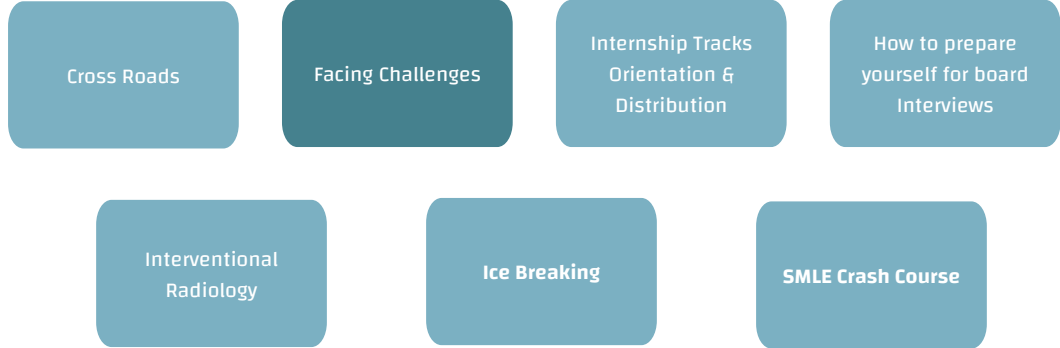 Cross Roads
Facing Challenges
Internship Tracks
Orientation &
Distribution
How to prepare
yourself for board
Interviews
Interventional
Radiology
Ice Breaking
SMLE Crash Course